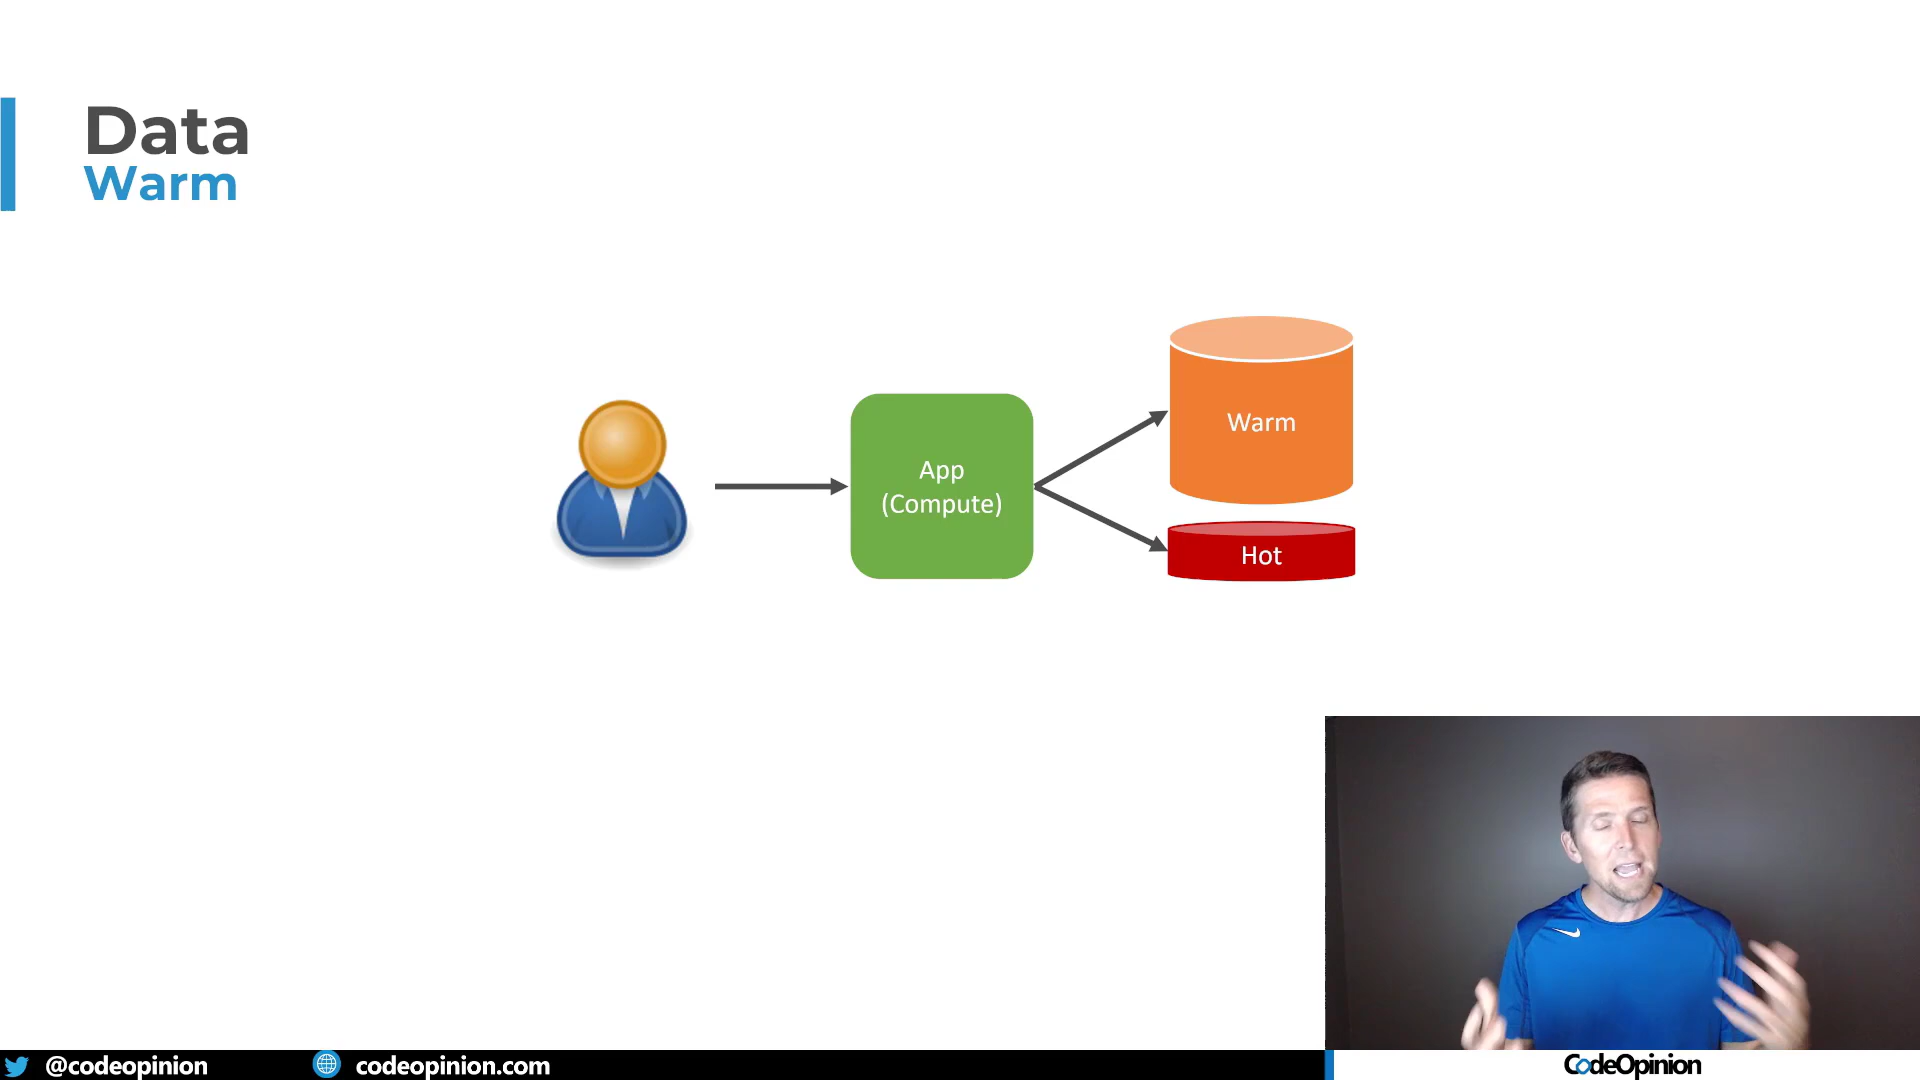 Data
Warm
App
(Compute)
Warm
Hot
@codeopinion
codeopinion.com
CodeOpinion